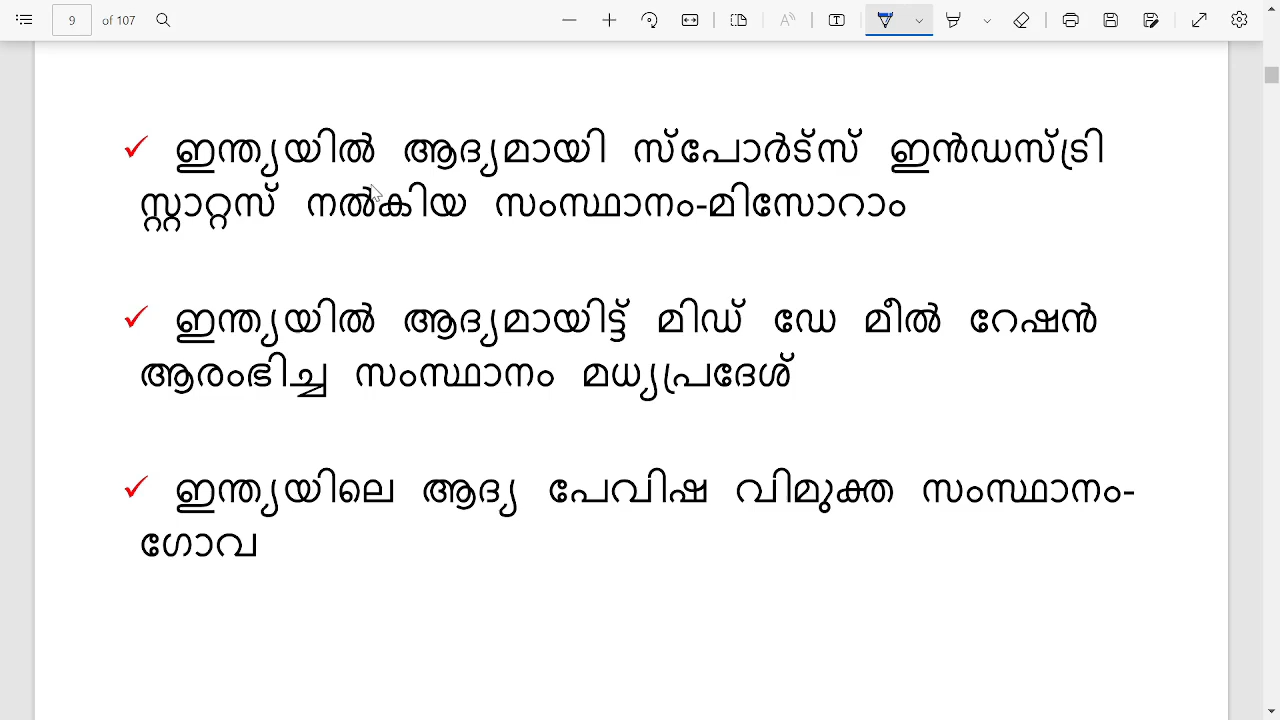 9 of 107
✓ ഇന്ത്യയിൽ ആദ്യമായി സ്പോർട്സ് ഇൻഡസ്ട്രി
സ്റ്റാറ്റസ് നൽകിയ സംസ്ഥാനം-മിസോറാം
✓ ഇന്ത്യയിൽ ആദ്യമായിട്ട് മിഡ് ഡേ മീൽ റേഷൻ
ആരംഭിച്ച സംസ്ഥാനം മധ്യപ്രദേശ്
✓ ഇന്ത്യയിലെ ആദ്യ പേവിഷ വിമുക്ത സംസ്ഥാനം-
ഗോവ